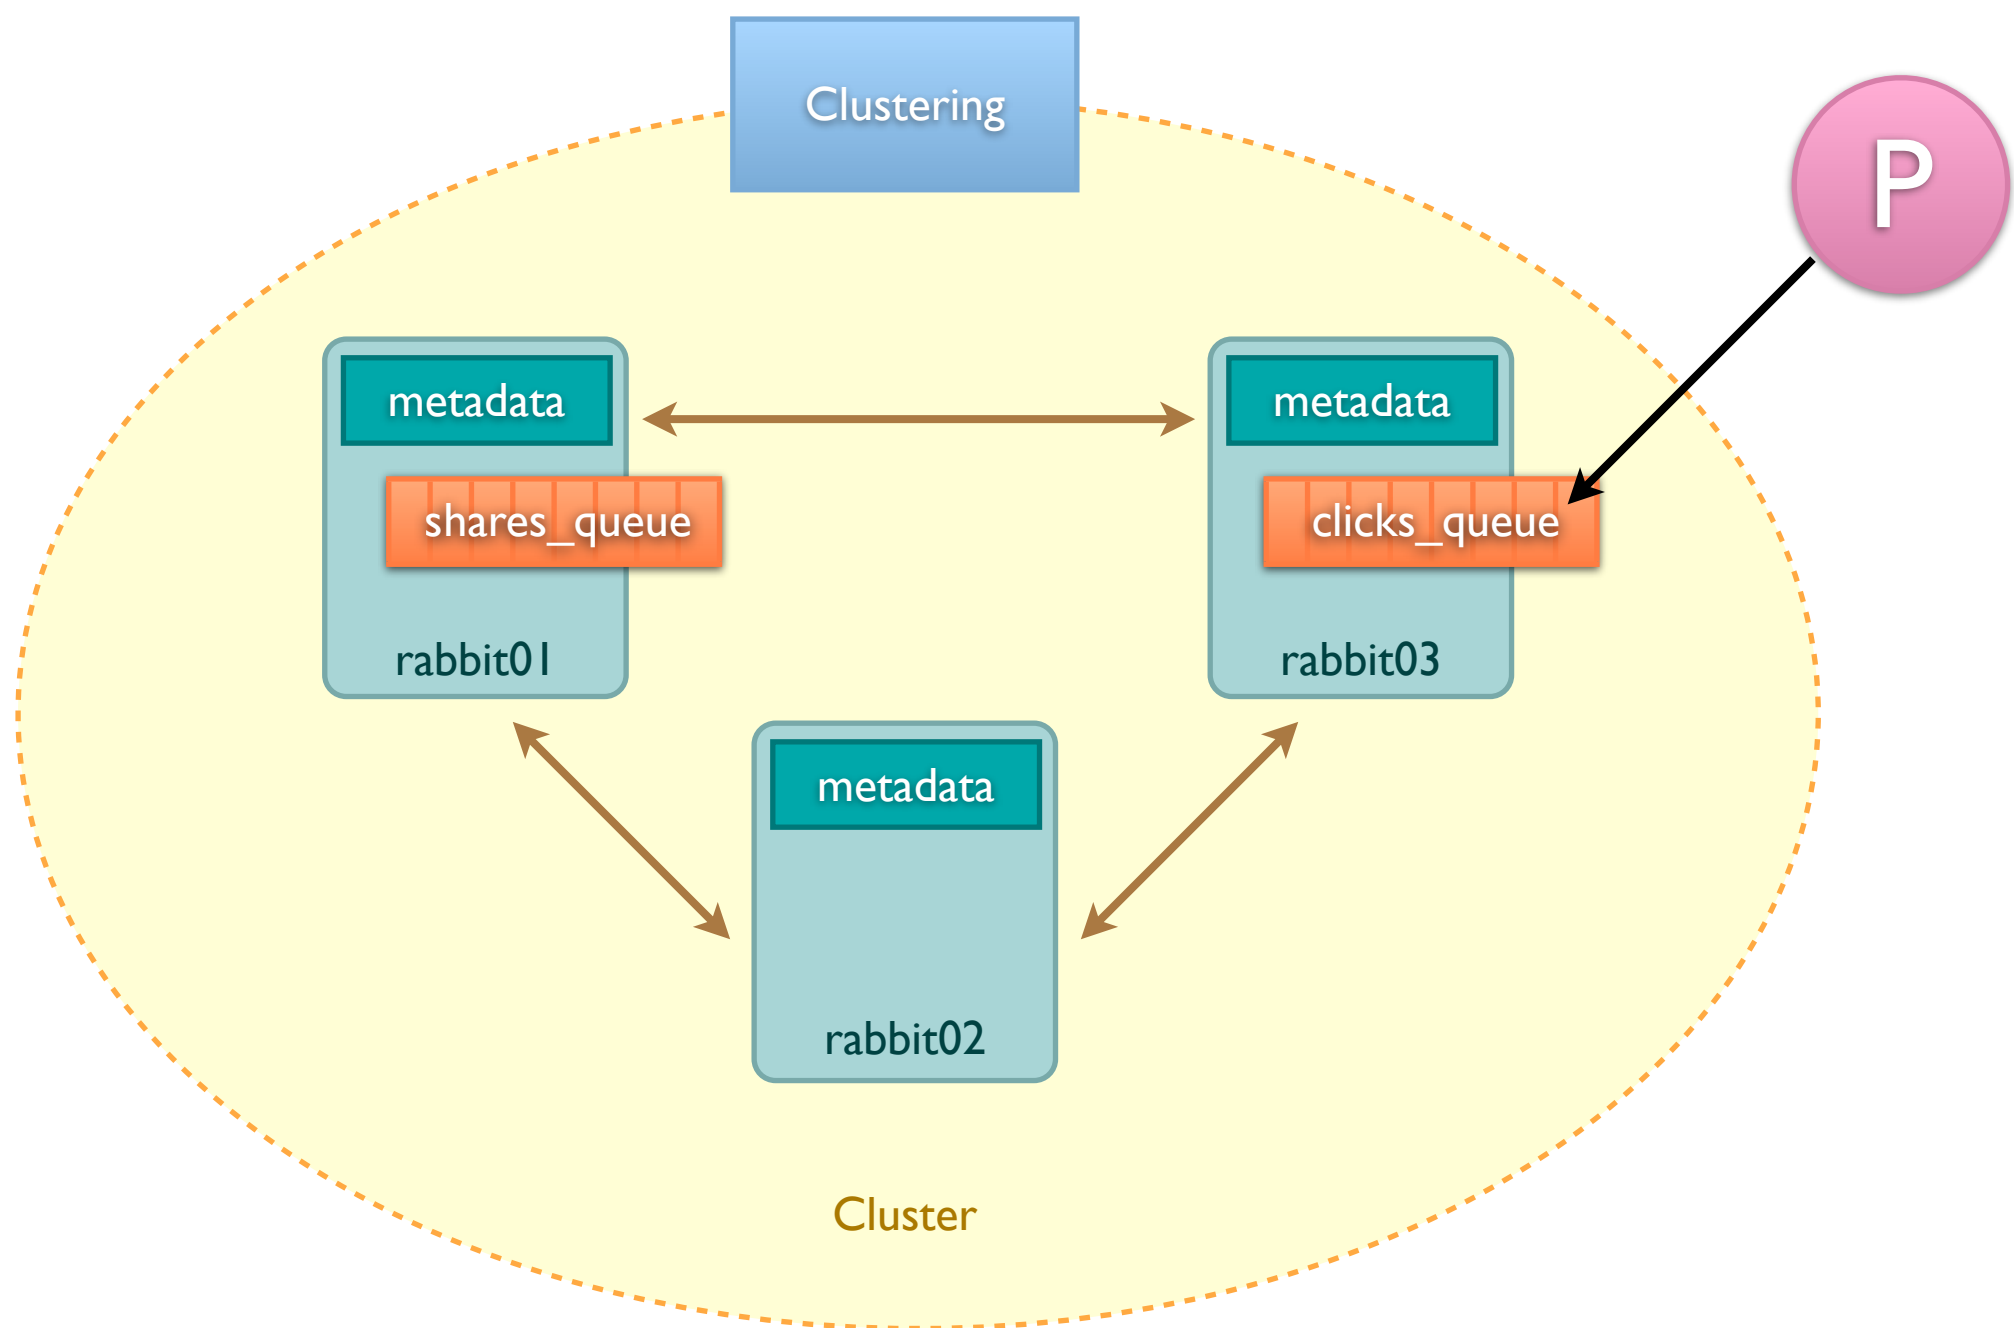 Clustering
P
metadata
shares_queue
rabbit01
metadata
clicks_queue
rabbit03
metadata
rabbit02
Cluster